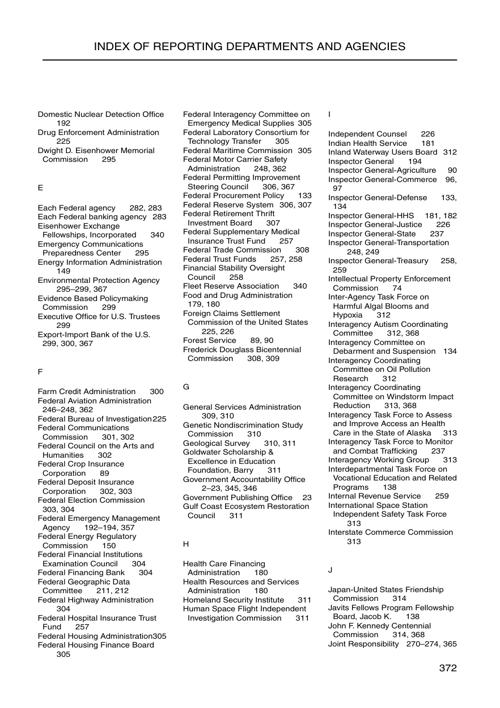 INDEX OF REPORTING DEPARTMENTS AND AGENCIES
Domestic Nuclear Detection Office
192
Drug Enforcement Administration
225
Dwight D. Eisenhower Memorial
Commission 295
E
Each Federal agency 282, 283
Each Federal banking agency 283
Eisenhower Exchange
Fellowships, Incorporated 340
Emergency Communications
Preparedness Center 295
Energy Information Administration
149
Environmental Protection Agency
295–299, 367
Evidence Based Policymaking
Commission 299
Executive Office for U.S. Trustees
299
Export-Import Bank of the U.S.
299, 300, 367
F
Farm Credit Administration 300
Federal Aviation Administration
246–248, 362
Federal Bureau of Investigation225
Federal Communications
Commission 301, 302
Federal Council on the Arts and
Humanities 302
Federal Crop Insurance
Corporation 89
Federal Deposit Insurance
Corporation 302, 303
Federal Election Commission
303, 304
Federal Emergency Management
Agency 192–194, 357
Federal Energy Regulatory
Commission 150
Federal Financial Institutions
Examination Council 304
Federal Financing Bank 304
Federal Geographic Data
Committee 211, 212
Federal Highway Administration
304
Federal Hospital Insurance Trust
Fund 257
Federal Housing Administration305
Federal Housing Finance Board
305
Federal Interagency Committee on
Emergency Medical Supplies 305
Federal Laboratory Consortium for
Technology Transfer 305
Federal Maritime Commission 305
Federal Motor Carrier Safety
Administration 248, 362
Federal Permitting Improvement
Steering Council 306, 367
Federal Procurement Policy 133
Federal Reserve System 306, 307
Federal Retirement Thrift
Investment Board 307
Federal Supplementary Medical
Insurance Trust Fund 257
Federal Trade Commission 308
Federal Trust Funds 257, 258
Financial Stability Oversight
Council 258
Fleet Reserve Association 340
Food and Drug Administration
179, 180
Foreign Claims Settlement
Commission of the United States
225, 226
Forest Service 89, 90
Frederick Douglass Bicentennial
Commission 308, 309
G
General Services Administration
309, 310
Genetic Nondiscrimination Study
Commission 310
Geological Survey 310, 311
Goldwater Scholarship &
Excellence in Education
Foundation, Barry 311
Government Accountability Office
2–23, 345, 346
Government Publishing Office 23
Gulf Coast Ecosystem Restoration
Council 311
H
Health Care Financing
Administration 180
Health Resources and Services
Administration 180
Homeland Security Institute 311
Human Space Flight Independent
Investigation Commission 311
I
Independent Counsel 226
Indian Health Service 181
Inland Waterway Users Board 312
Inspector General 194
Inspector General-Agriculture 90
Inspector General-Commerce 96,
97
Inspector General-Defense 133,
134
Inspector General-HHS 181, 182
Inspector General-Justice 226
Inspector General-State 237
Inspector General-Transportation
248, 249
Inspector General-Treasury 258,
259
Intellectual Property Enforcement
Commission 74
Inter-Agency Task Force on
Harmful Algal Blooms and
Hypoxia 312
Interagency Autism Coordinating
Committee 312, 368
Interagency Committee on
Debarment and Suspension 134
Interagency Coordinating
Committee on Oil Pollution
Research 312
Interagency Coordinating
Committee on Windstorm Impact
Reduction 313, 368
Interagency Task Force to Assess
and Improve Access an Health
Care in the State of Alaska 313
Interagency Task Force to Monitor
and Combat Trafficking 237
Interagency Working Group 313
Interdepartmental Task Force on
Vocational Education and Related
Programs 138
Internal Revenue Service 259
International Space Station
Independent Safety Task Force
313
Interstate Commerce Commission
313
J
Japan-United States Friendship
Commission 314
Javits Fellows Program Fellowship
Board, Jacob K. 138
John F. Kennedy Centennial
Commission 314, 368
Joint Responsibility 270–274, 365
372